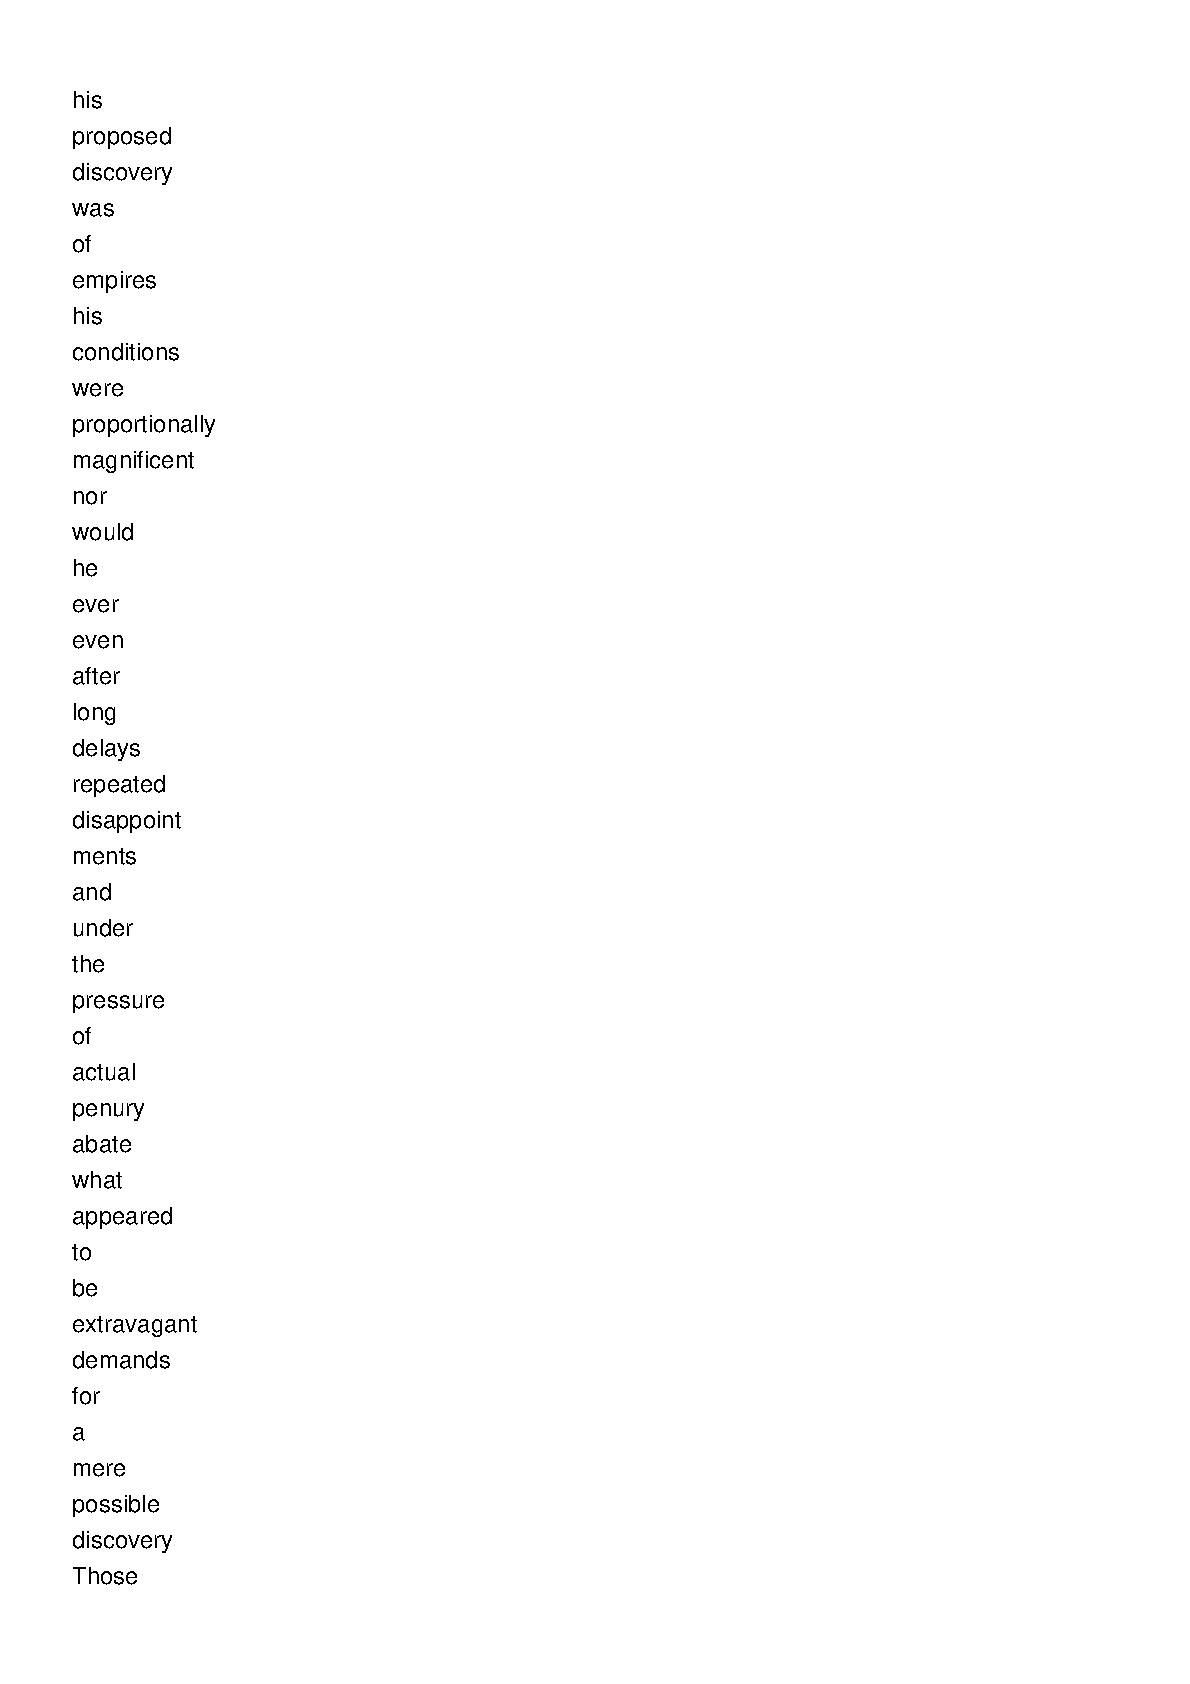 his
proposed
discovery
was
of
empires
his
conditions
were
proportionally
magnificent
nor
would
he
ever
even
after
long
delays
repeated
disappoint
ments
and
under
the
pressure
of
actual
penury
abate
what
appeared
to
be
extravagant
demands
for
a
mere
possible
discovery
Those